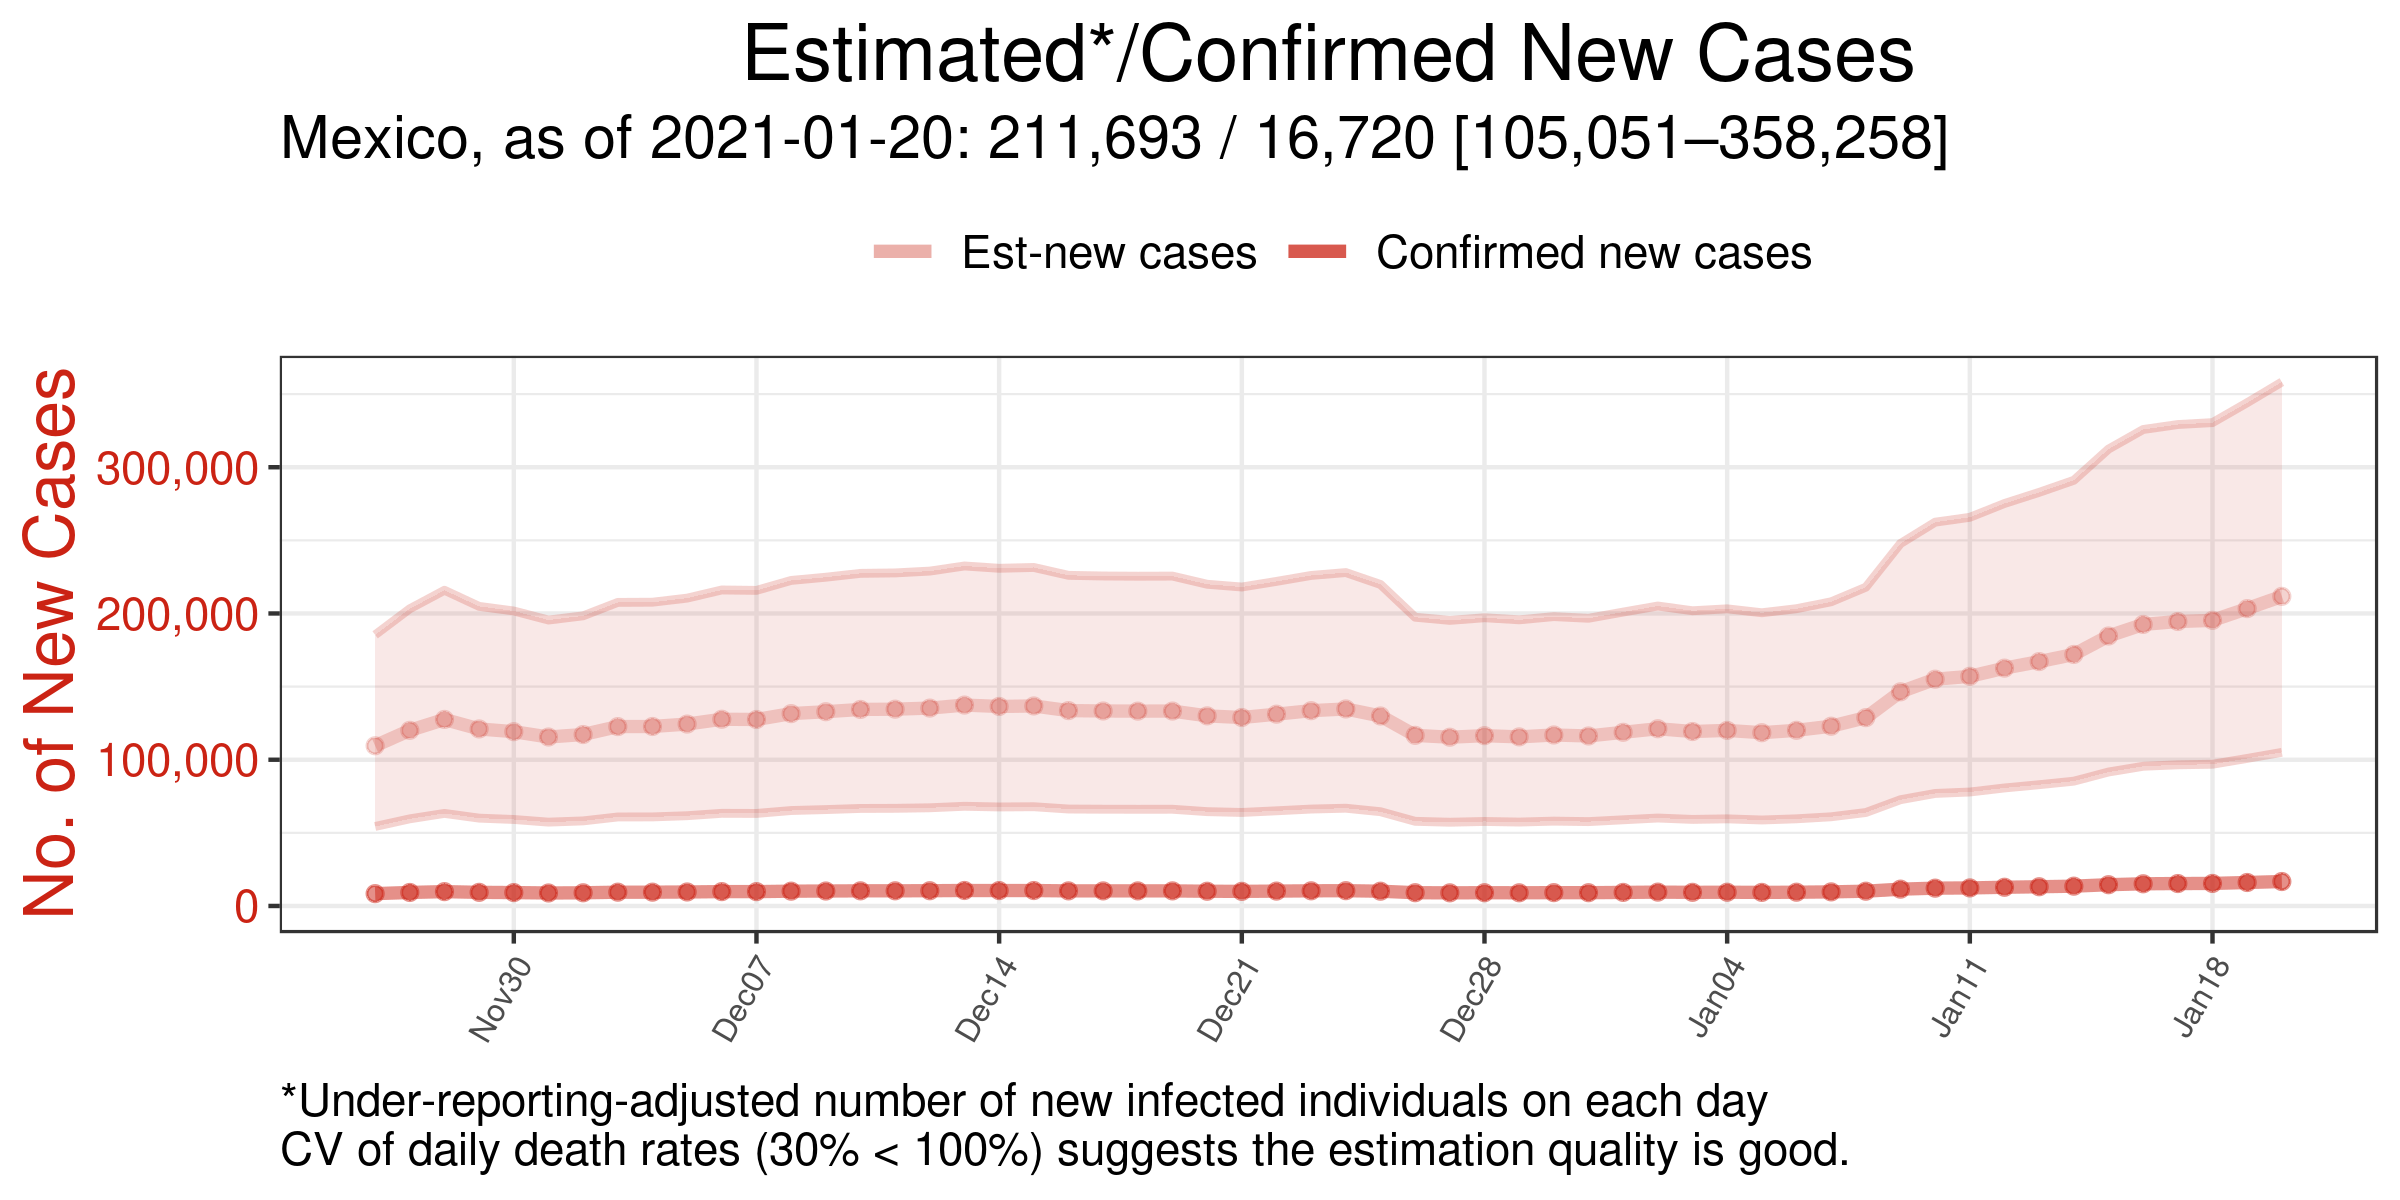 Estimated*/Confirmed New Cases
Mexico, as of 2021-01-20: 211,693 / 16,720 [105,051–358,258]
Est-new cases
Confirmed new cases
No. of New Cases
300,000
200,000
100,000
0
Nov30
Dec07
Dec14
Dec21
Dec28
Jan04
Jan11
Jan18
*Under-reporting-adjusted number of new infected individuals on each day
CV of daily death rates (30% < 100%) suggests the estimation quality is good.